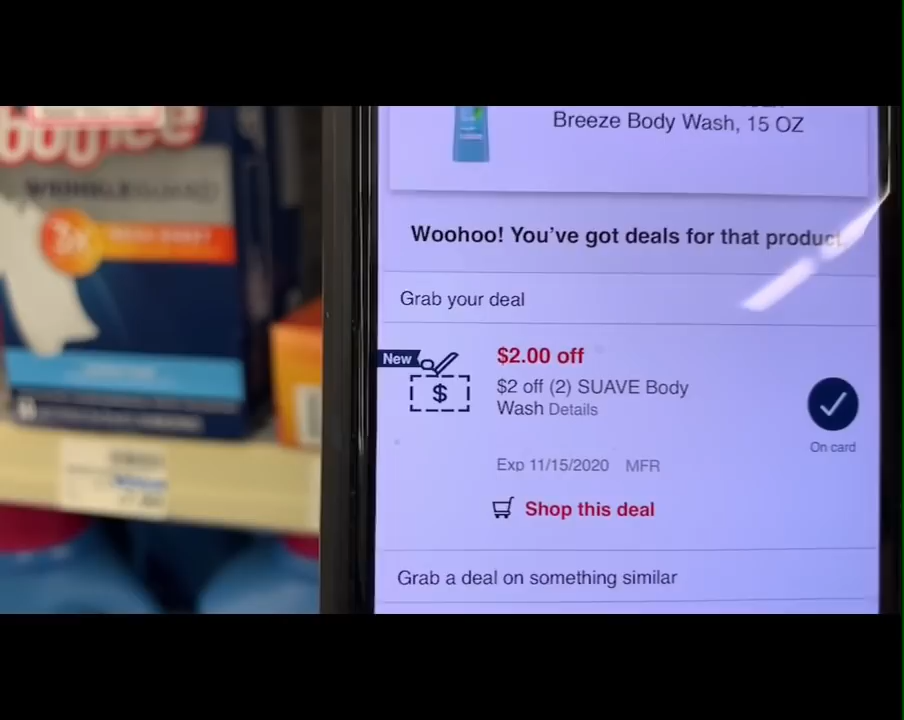 Breeze Body Wash, 15 OZ
Woohoo! You've got deals for that produc
Grab your deal
New
$2.00 off
$
$2 off (2) SUAVE Body
Wash Details
On card
Exp 11/15/2020 MFR
Shop this deal
Grab a deal on something similar